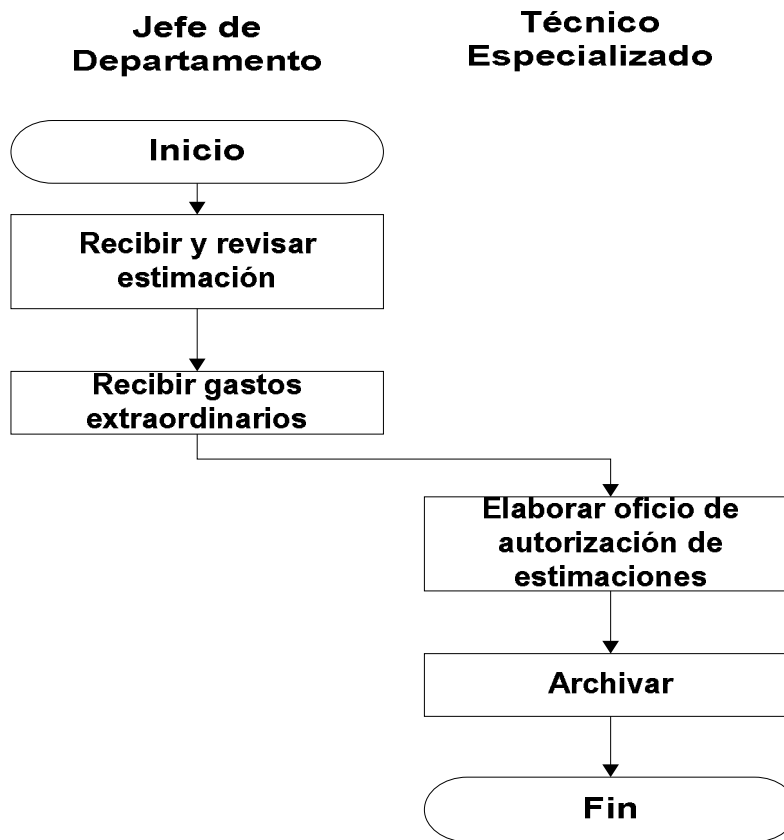 Jefe de
Departamento
Técnico
Especializado
Inicio
Recibir y revisar
estimación
Recibir gastos
extraordinarios
Elaborar oficio de
autorización de
estimaciones
Archivar
Fin